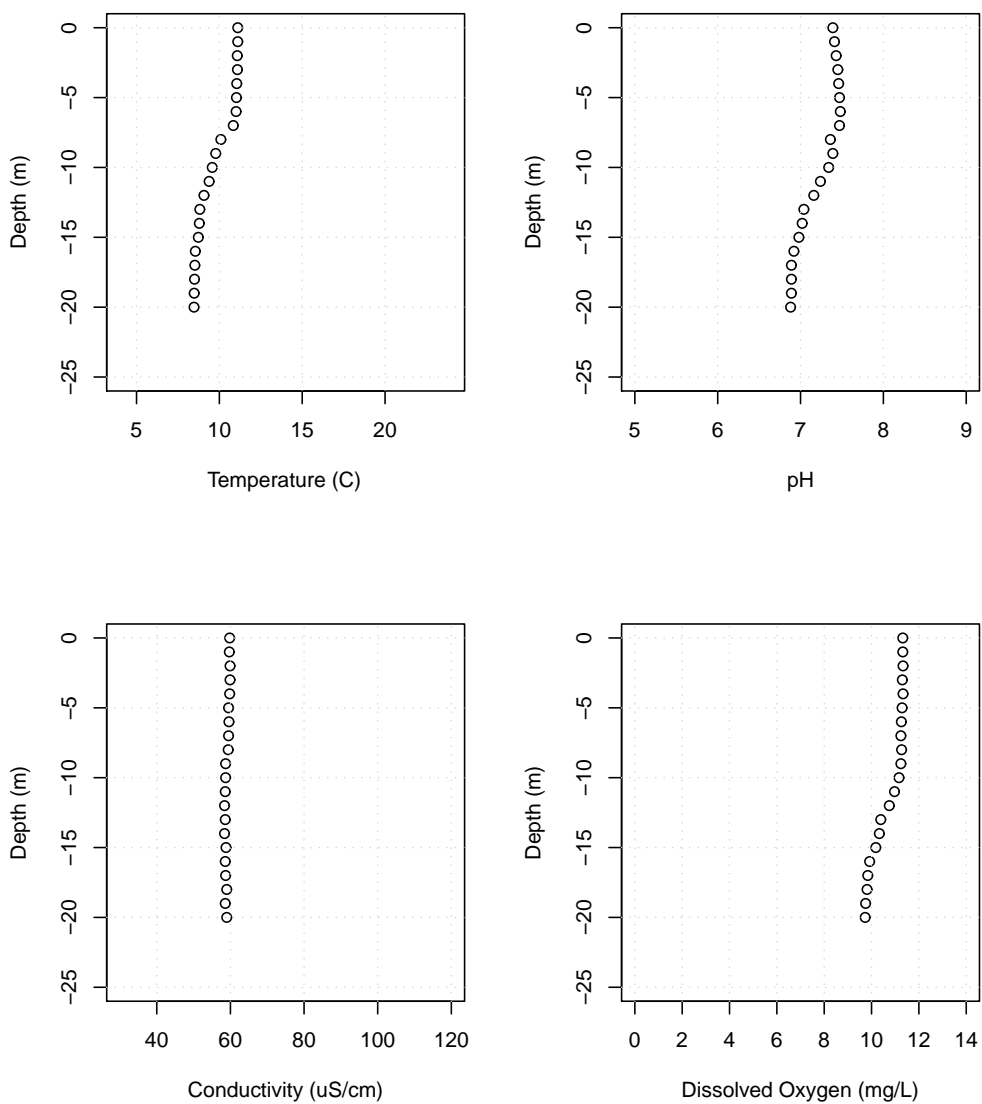 0
−5
−10
−15
−20
−25
Depth (m)
5 10 15 20
Temperature (C)
0
−5
−10
−15
−20
−25
Depth (m)
5 6 7 8 9
pH
0
−5
−10
−15
−20
−25
Depth (m)
40 60 80 100 120
Conductivity (uS/cm)
0
−5
−10
−15
−20
−25
Depth (m)
0 2 4 6 8 10 12 14
Dissolved Oxygen (mg/L)